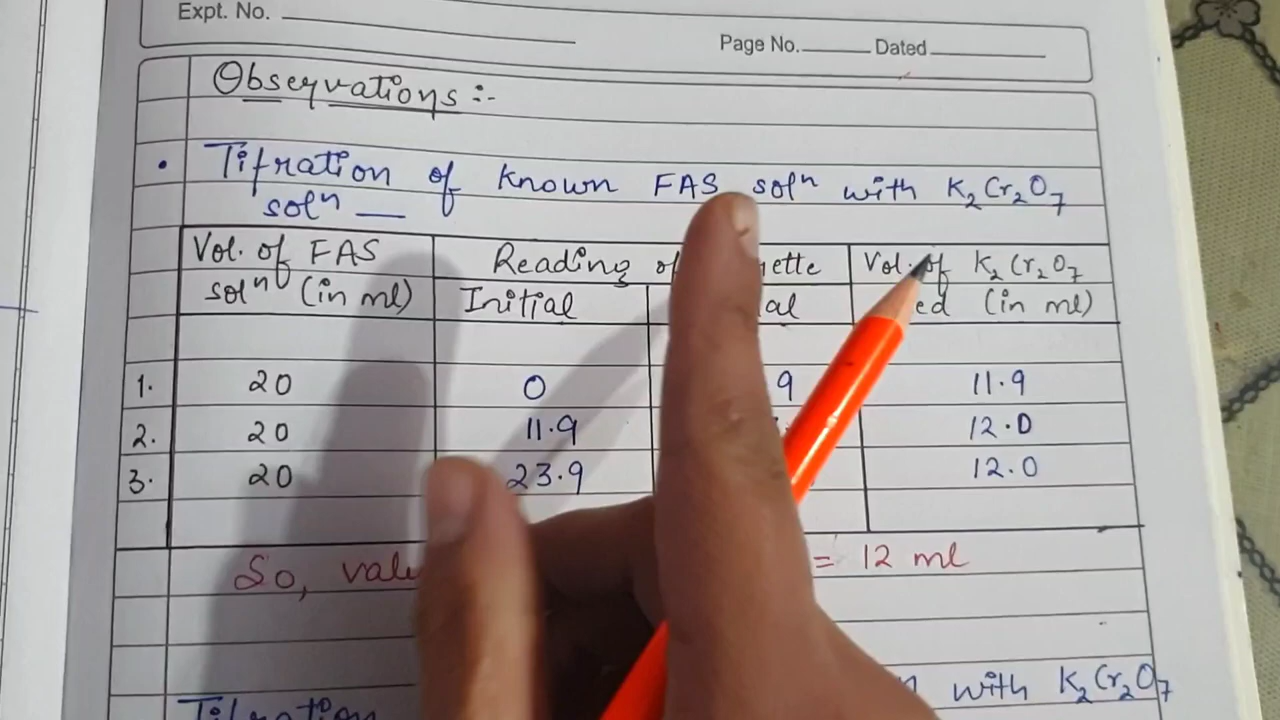 Expt. No.
Page No. Dated
Observations :-
• Titration of known FAS solⁿ with K₂Cr₂O₇
solⁿ —
Vol. of FAS Reading of Vol. of K₂Cr₂O₇
solⁿ (in ml) Initial (in ml)
1. 20 0 11.9
2. 20 11.9 12.0
3. 20 23.9 12.0
So, = 12 ml
Titration with K₂Cr₂O₇